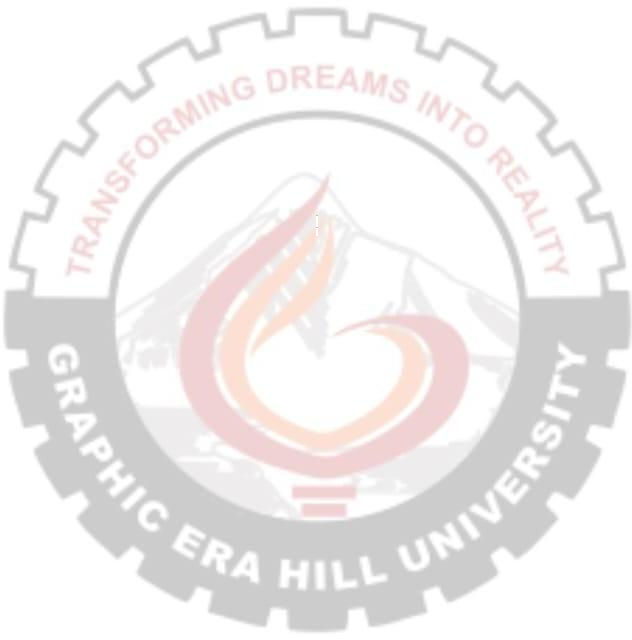 TRANSFORMING DREAMS INTO REALITY
GRAPHIC ERA HILL UNIVERSITY